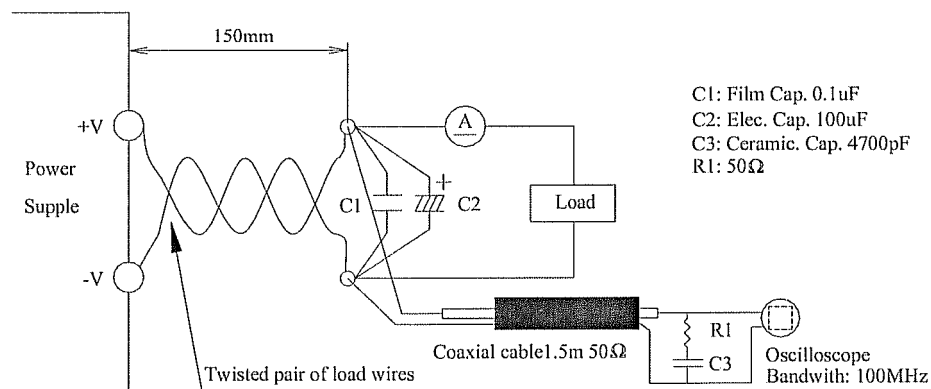 150mm
C1: Film Cap. 0.1uF
C2: Elec. Cap. 100uF
C3: Ceramic. Cap. 4700pF
R1: 50Ω
+V
A
Power
Supple
C1
+
C2
Load
-V
R1
C3
Coaxial cable1.5m 50Ω
Oscilloscope
Bandwith: 100MHz
Twisted pair of load wires